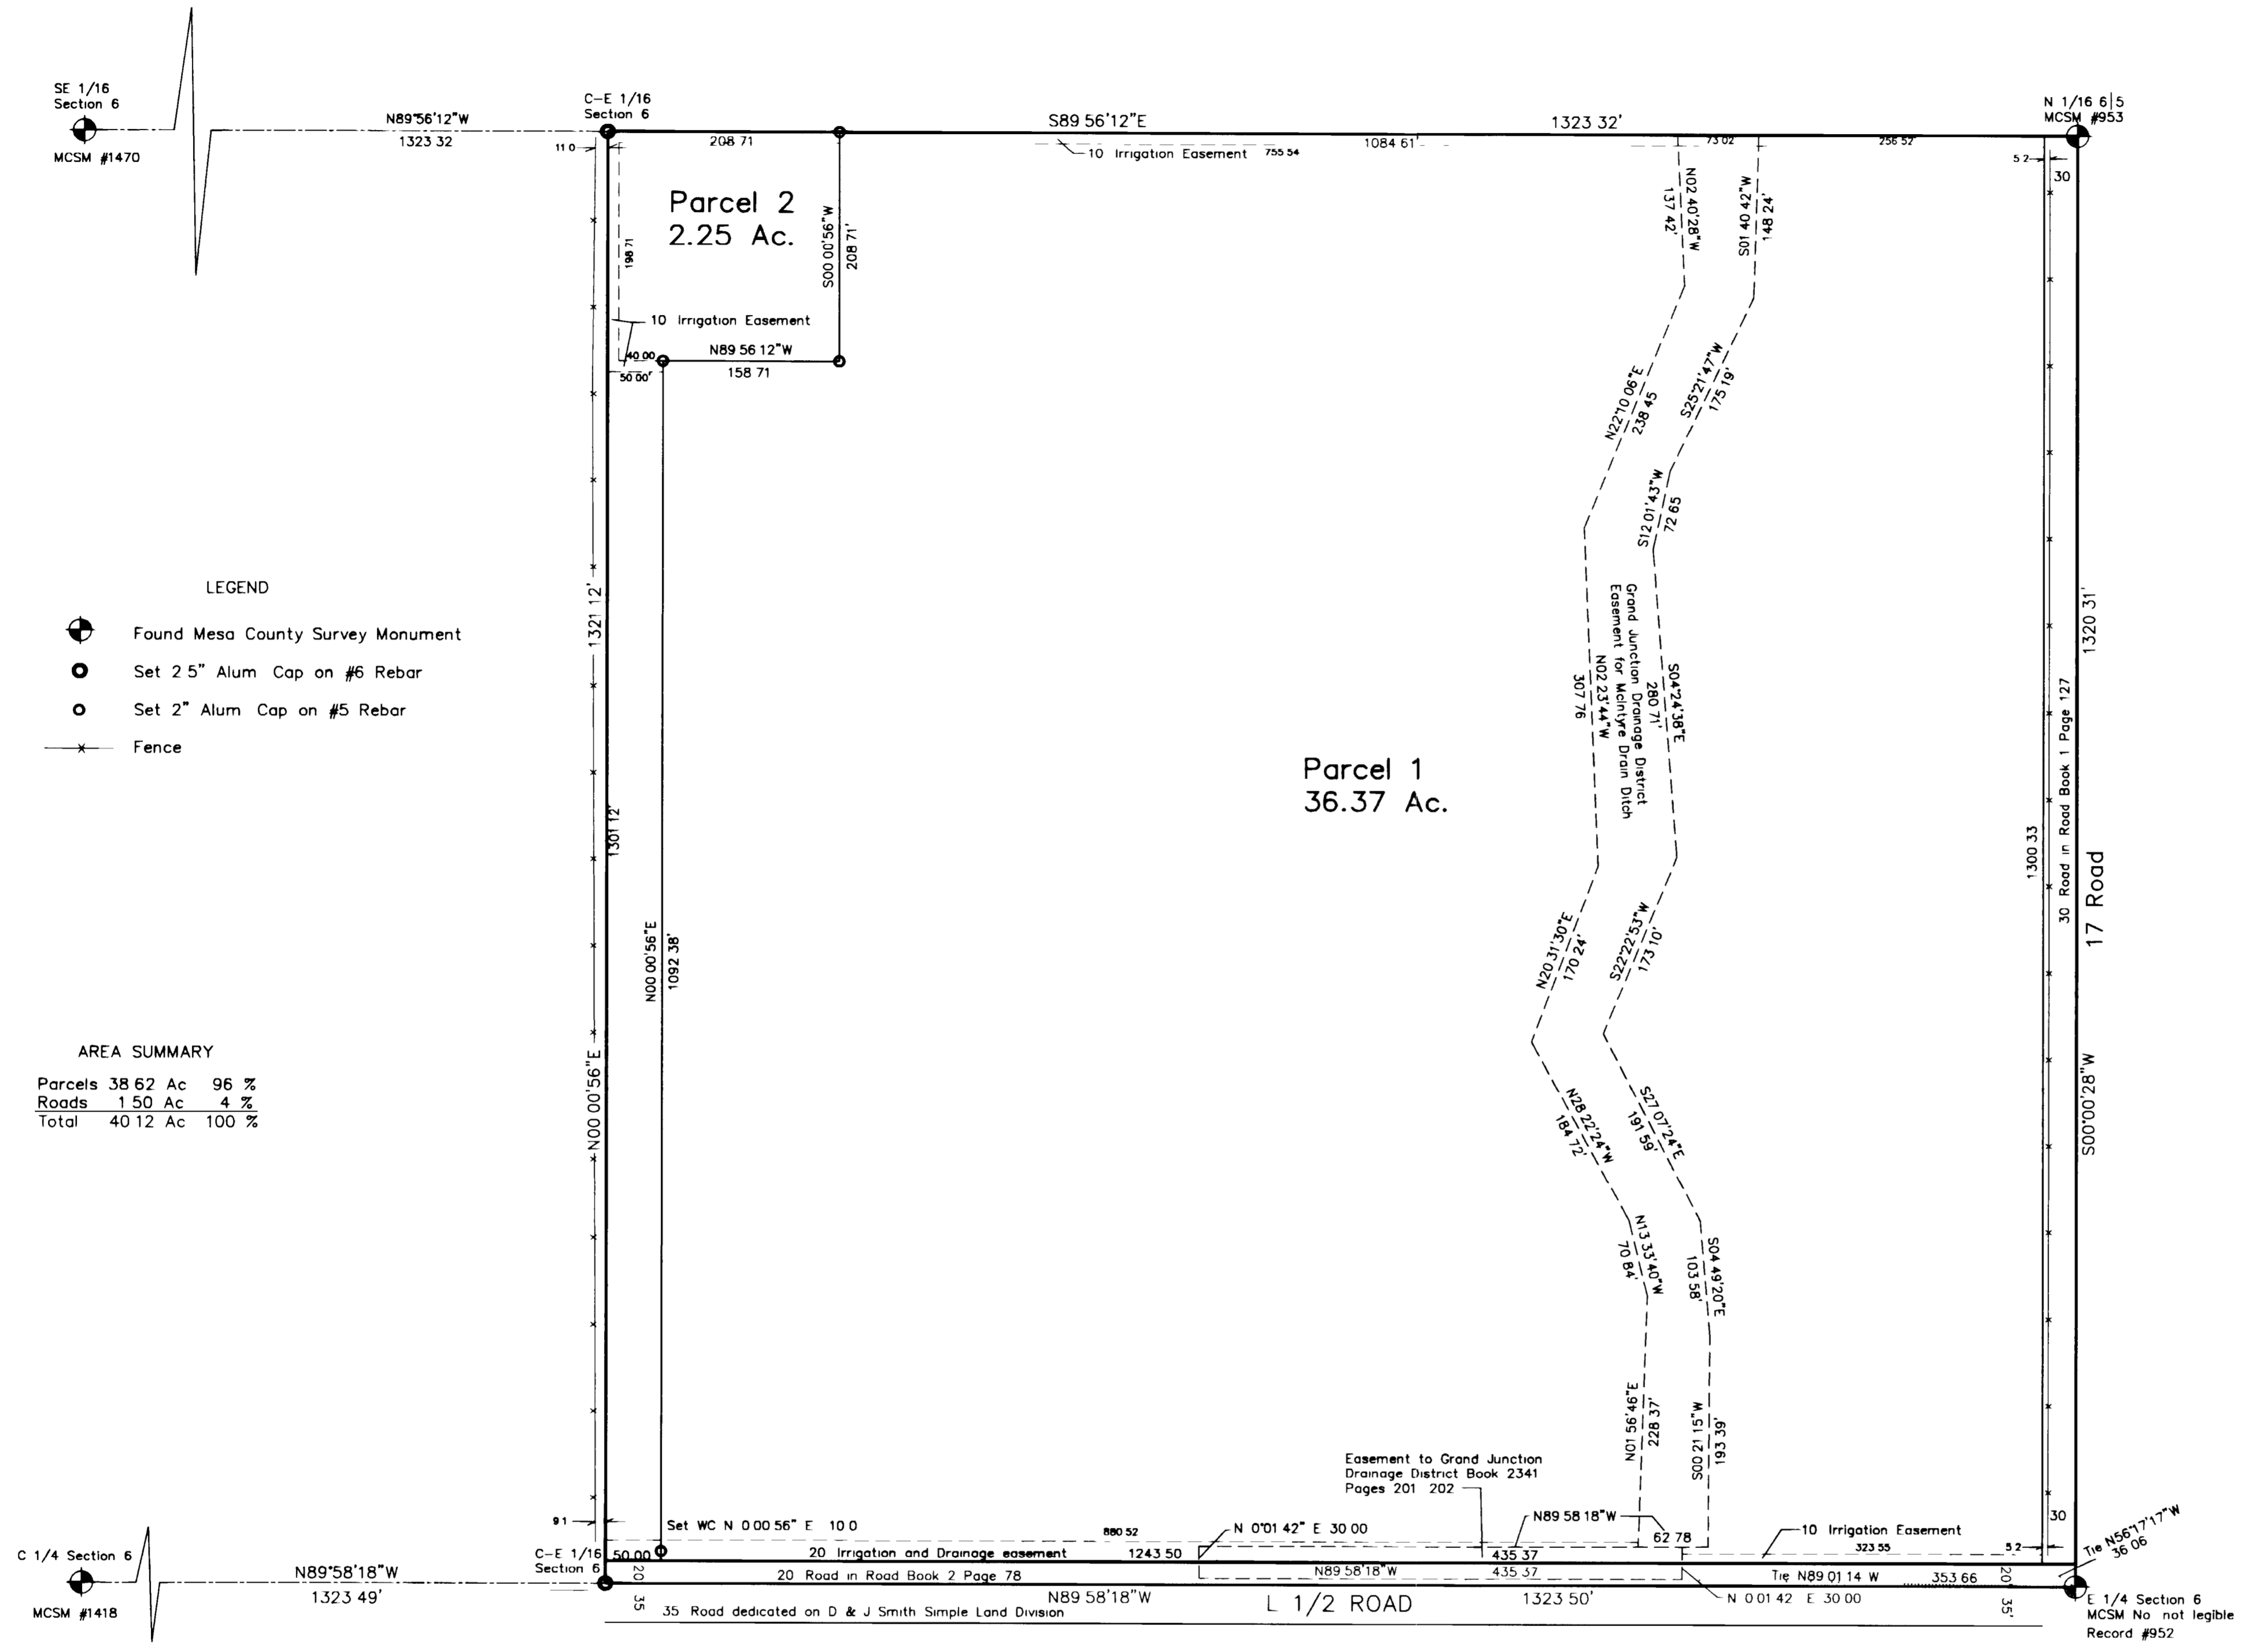 SE 1/16
Section 6
MCSM #1470
N89°56'12"W
1323 32
C-E 1/16
Section 6
S89 56'12"E
1323 32'
N 1/16 6|5
MCSM #953
11 0
208 71
10 Irrigation Easement
755 54
1084 61'
73 02
256 52'
5 2
30
Parcel 2
2.25 Ac.
198 71
S00 00'56"W
208 71'
10 Irrigation Easement
40 00
50 00'
N89 56 12"W
158 71
N02 40'28"W
137 42'
S01 40 42"W
148 24'
N22°10 06"E
238 45
S25°21'47"W
175 19'
S12 01'43"W
72 65
LEGEND
Found Mesa County Survey Monument
Set 2 5" Alum Cap on #6 Rebar
Set 2" Alum Cap on #5 Rebar
Fence
1321 12'
1301 12'
N00 00'56"E
N00 00'56"E
1092 38'
Grand Junction Drainage District
Easement for McIntyre Drain Ditch
N02 23'44"W
307 76
S04°24'38"E
280 71'
Parcel 1
36.37 Ac.
1320 31'
30 Road in Road Book 1 Page 127
1300 33
17 Road
S00°00'28"W
N20 31'30"E
170 24'
S22°22'53"W
173 10'
AREA SUMMARY
Parcels 38 62 Ac 96 %
Roads 1 50 Ac 4 %
Total 40 12 Ac 100 %
N28 22'24"W
184 72'
S27 07'24"E
191 59'
N13 33'40"W
70 84'
S04 49'20"E
103 58'
N01 56'46"E
228 37'
S00 21 15"W
193 39'
Easement to Grand Junction
Drainage District Book 2341
Pages 201 202
9 1
Set WC N 0 00 56" E 10 0
880 52
N 0°01 42" E 30 00
N89 58 18"W
62 78
10 Irrigation Easement
30
Tie N56°17'17"W
36 06
C 1/4 Section 6
MCSM #1418
N89°58'18"W
1323 49'
C-E 1/16
Section 6
50 00
20 Irrigation and Drainage easement
1243 50
435 37
323 55
5 2
20
20 Road in Road Book 2 Page 78
N89 58'18"W
435 37
Tie N89 01 14 W
353 66
20'
35
35 Road dedicated on D & J Smith Simple Land Division
N89 58'18"W
L 1/2 ROAD
1323 50'
N 0 01 42 E 30 00
35'
E 1/4 Section 6
MCSM No not legible
Record #952